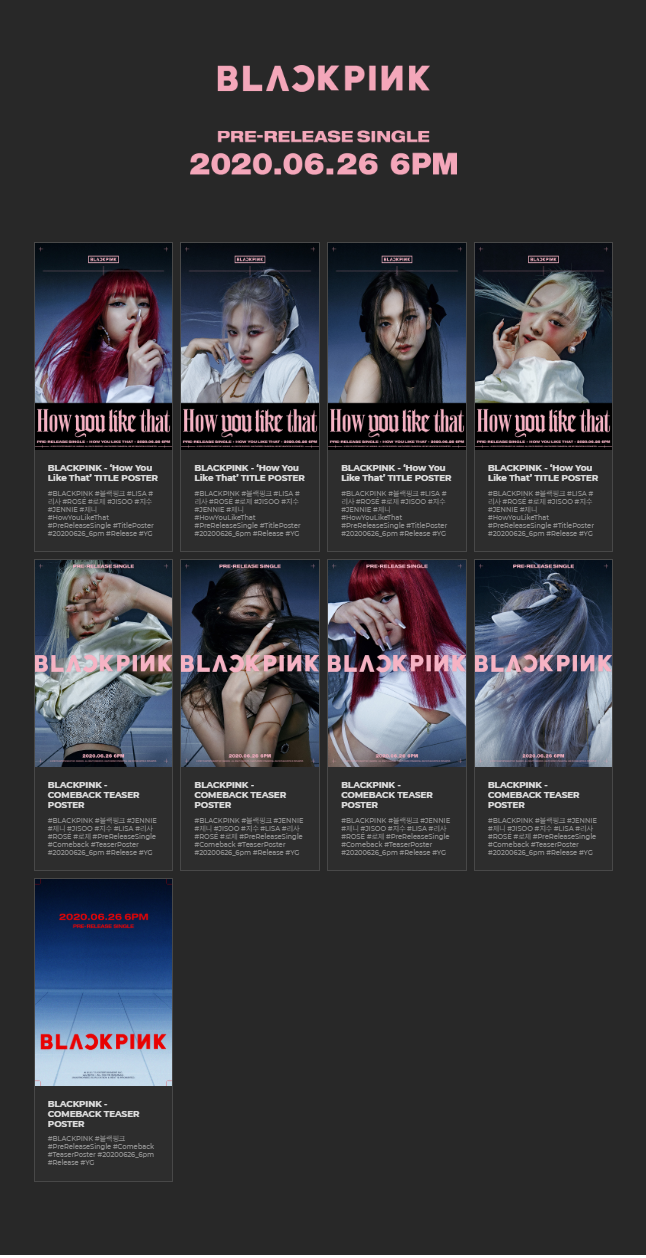 BLACKPINK
PRE-RELEASE SINGLE
2020.06.26 6PM
BLACKPINK
How you like that
PRE-RELEASE SINGLE - HOW YOU LIKE THAT - 2020.06.26 6PM
BLACKPINK - ‘How You
Like That’ TITLE POSTER
#BLACKPINK #블랙핑크 #LISA #
리사 #ROSÉ #로제 #JISOO #지수
#JENNIE #제니
#HowYouLikeThat
#PreReleaseSingle #TitlePoster
#20200626_6pm #Release #YG
BLACKPINK
How you like that
PRE-RELEASE SINGLE - HOW YOU LIKE THAT - 2020.06.26 6PM
BLACKPINK - ‘How You
Like That’ TITLE POSTER
#BLACKPINK #블랙핑크 #LISA #
리사 #ROSÉ #로제 #JISOO #지수
#JENNIE #제니
#HowYouLikeThat
#PreReleaseSingle #TitlePoster
#20200626_6pm #Release #YG
BLACKPINK
How you like that
PRE-RELEASE SINGLE - HOW YOU LIKE THAT - 2020.06.26 6PM
BLACKPINK - ‘How You
Like That’ TITLE POSTER
#BLACKPINK #블랙핑크 #LISA #
리사 #ROSÉ #로제 #JISOO #지수
#JENNIE #제니
#HowYouLikeThat
#PreReleaseSingle #TitlePoster
#20200626_6pm #Release #YG
BLACKPINK
How you like that
PRE-RELEASE SINGLE - HOW YOU LIKE THAT - 2020.06.26 6PM
BLACKPINK - ‘How You
Like That’ TITLE POSTER
#BLACKPINK #블랙핑크 #LISA #
리사 #ROSÉ #로제 #JISOO #지수
#JENNIE #제니
#HowYouLikeThat
#PreReleaseSingle #TitlePoster
#20200626_6pm #Release #YG
PRE-RELEASE SINGLE
BLACKPINK
2020.06.26 6PM
BLACKPINK -
COMEBACK TEASER
POSTER
#BLACKPINK #블랙핑크 #JENNIE
#제니 #JISOO #지수 #LISA #리사
#ROSÉ #로제 #PreReleaseSingle
#Comeback #TeaserPoster
#20200626_6pm #Release #YG
BLACKPINK
2020.06.26 6PM
BLACKPINK -
COMEBACK TEASER
POSTER
#BLACKPINK #블랙핑크 #JENNIE
#제니 #JISOO #지수 #LISA #리사
#ROSÉ #로제 #PreReleaseSingle
#Comeback #TeaserPoster
#20200626_6pm #Release #YG
PRE-RELEASE SINGLE
BLACKPINK
2020.06.26 6PM
BLACKPINK -
COMEBACK TEASER
POSTER
#BLACKPINK #블랙핑크 #JENNIE
#제니 #JISOO #지수 #LISA #리사
#ROSÉ #로제 #PreReleaseSingle
#Comeback #TeaserPoster
#20200626_6pm #Release #YG
PRE-RELEASE SINGLE
BLACKPINK
2020.06.26 6PM
BLACKPINK -
COMEBACK TEASER
POSTER
#BLACKPINK #블랙핑크 #JENNIE
#제니 #JISOO #지수 #LISA #리사
#ROSÉ #로제 #PreReleaseSingle
#Comeback #TeaserPoster
#20200626_6pm #Release #YG
2020.06.26 6PM
PRE-RELEASE SINGLE
BLACKPINK
BLACKPINK -
COMEBACK TEASER
POSTER
#BLACKPINK #블랙핑크
#PreReleaseSingle #Comeback
#TeaserPoster #20200626_6pm
#Release #YG